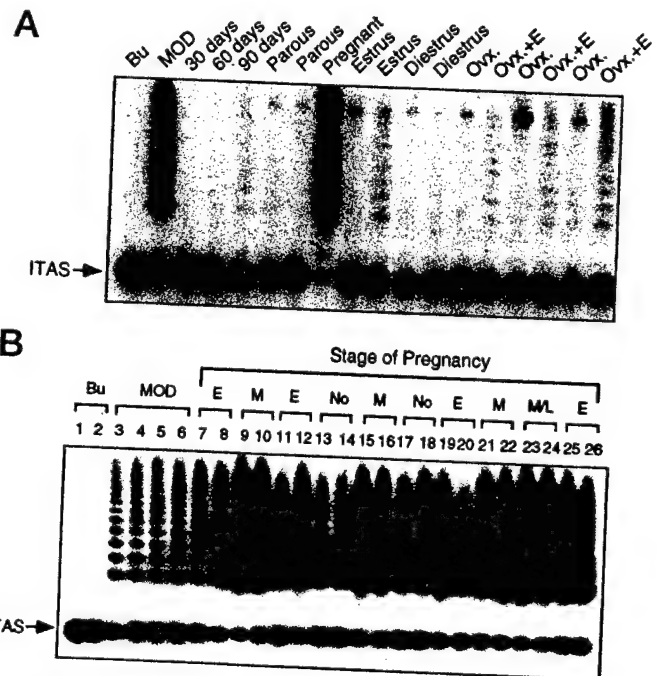 A
Bu MOD 30 days 60 days 90 days Parous Parous Pregnant Estrus Estrus Diestrus Diestrus Ovx. Ovx.+E Ovx. Ovx.+E Ovx. Ovx.+E
ITAS
B
Stage of Pregnancy
Bu MOD E M E No M No E M M/L E
1 2 3 4 5 6 7 8 9 10 11 12 13 14 15 16 17 18 19 20 21 22 23 24 25 26
TAS